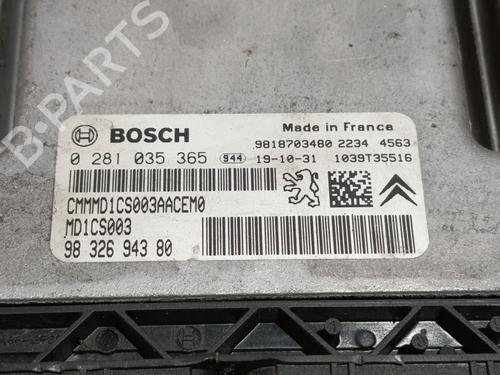 B-PARTS
BOSCH
Made in France
9818703480 2234 4563
0 281 035 365 944 19-10-31 1039T35516
CMMMD1CS003AACEM0
MD1CS003
98 326 943 80